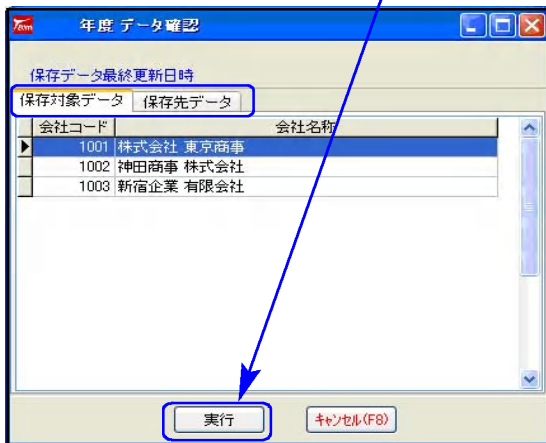 Tam 年度 データ確認
保存データ最終更新日時
保存対象データ 保存先データ
会社コード 会社名称
1001 株式会社 東京商事
1002 神田商事 株式会社
1003 新宿企業 有限会社
実行 キャンセル(F8)